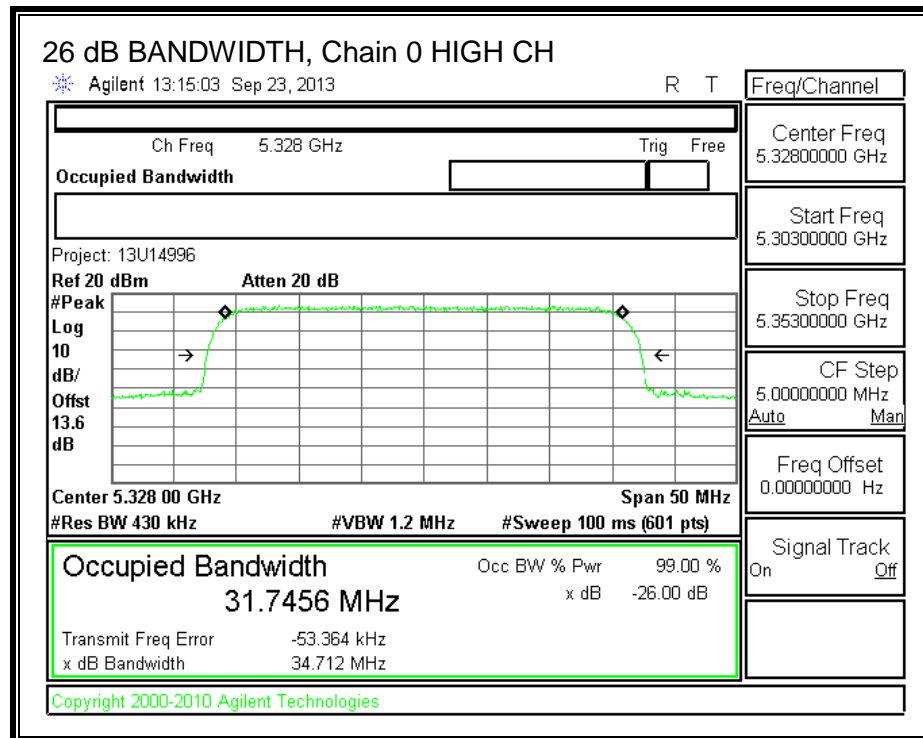 26 dB BANDWIDTH, Chain 0 HIGH CH
Agilent 13:15:03 Sep 23, 2013 R T
Ch Freq 5.328 GHz Trig Free
Occupied Bandwidth
Project: 13U14996
Ref 20 dBm Atten 20 dB
#Peak
Log
10
dB/
Offst
13.6
dB
Center 5.328 00 GHz Span 50 MHz
#Res BW 430 kHz #VBW 1.2 MHz #Sweep 100 ms (601 pts)
Occupied Bandwidth Occ BW % Pwr 99.00 %
31.7456 MHz x dB -26.00 dB
Transmit Freq Error -53.364 kHz
x dB Bandwidth 34.712 MHz
Copyright 2000-2010 Agilent Technologies
Freq/Channel
Center Freq
5.32800000 GHz
Start Freq
5.30300000 GHz
Stop Freq
5.35300000 GHz
CF Step
5.00000000 MHz
Auto Man
Freq Offset
0.00000000 Hz
Signal Track
On Off